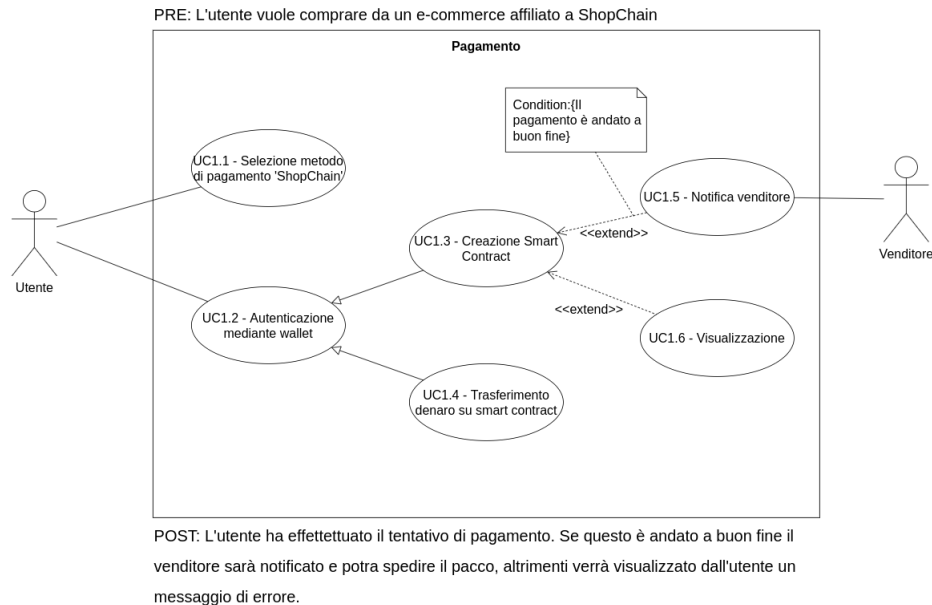 PRE: L'utente vuole comprare da un e-commerce affiliato a ShopChain
Pagamento
Condition:{Il
pagamento è andato a
buon fine}
UC1.1 - Selezione metodo
di pagamento 'ShopChain'
UC1.5 - Notifica venditore
<<extend>>
UC1.3 - Creazione Smart
Contract
Utente
Venditore
<<extend>>
UC1.2 - Autenticazione
mediante wallet
UC1.6 - Visualizzazione
UC1.4 - Trasferimento
denaro su smart contract
POST: L'utente ha effettettuato il tentativo di pagamento. Se questo è andato a buon fine il
venditore sarà notificato e potra spedire il pacco, altrimenti verrà visualizzato dall'utente un
messaggio di errore.